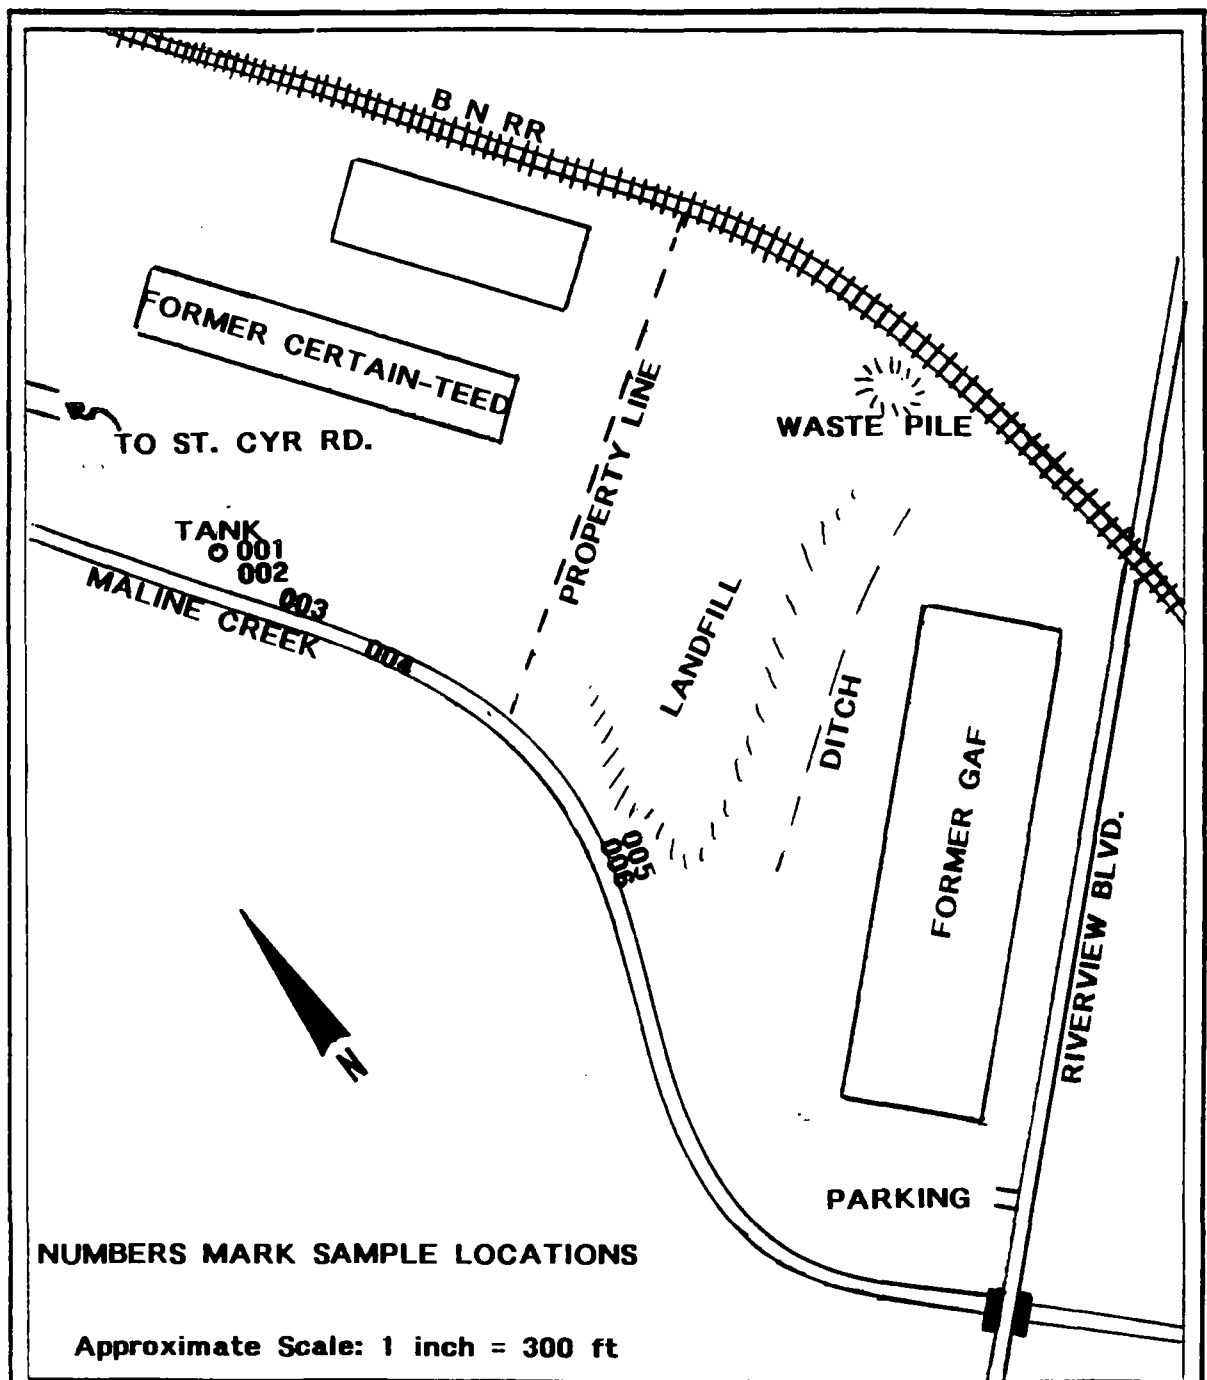 B N RR
FORMER CERTAIN-TEED
TO ST. CYR RD.
PROPERTY LINE
WASTE PILE
TANK
001
002
003
004
MALINE CREEK
LANDFILL
DITCH
005
006
FORMER GAF
RIVERVIEW BLVD.
N
PARKING
NUMBERS MARK SAMPLE LOCATIONS
Approximate Scale: 1 inch = 300 ft